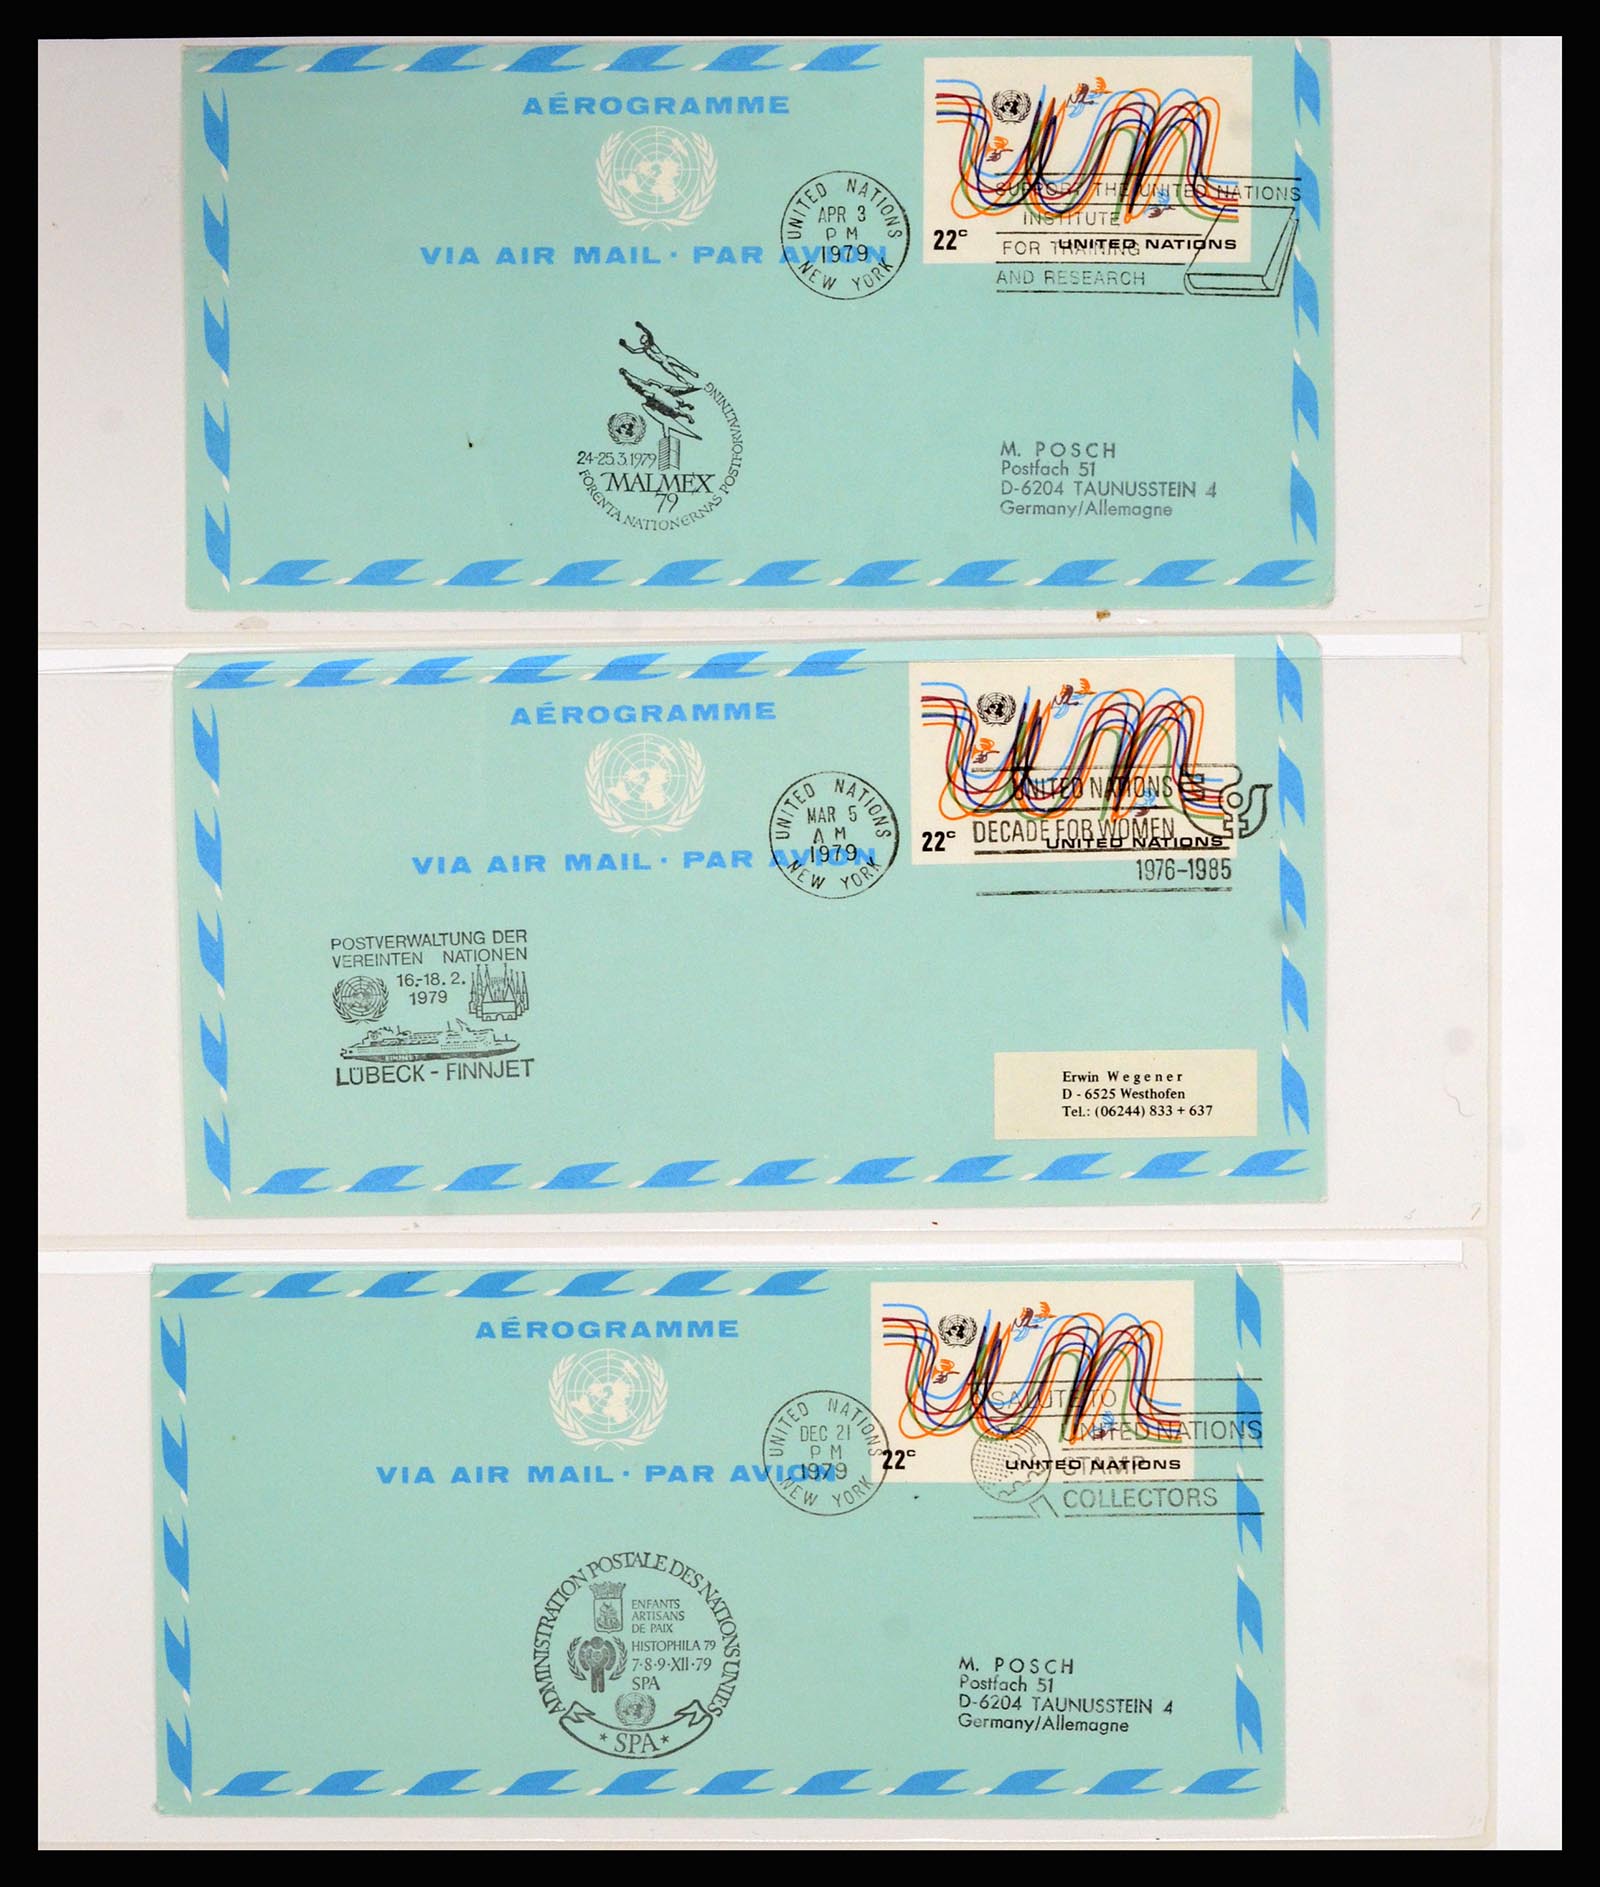 AÉROGRAMME
VIA AIR MAIL · PAR AVION
UNITED NATIONS
APR 3
PM
1979
NEW YORK
SUPPORT THE UNITED NATIONS
INSTITUTE
FOR TRAINING
AND RESEARCH
22c
UNITED NATIONS
24-25.3.1979
MALMEX
79
FÖRENTA NATIONERNAS POSTFÖRVALTNING
M. POSCH
Postfach 51
D-6204 TAUNUSSTEIN 4
Germany/Allemagne
AÉROGRAMME
VIA AIR MAIL · PAR AVION
UNITED NATIONS
MAR 5
AM
1979
NEW YORK
UNITED NATIONS
DECADE FOR WOMEN
1976-1985
22c
UNITED NATIONS
POSTVERWALTUNG DER
VEREINTEN NATIONEN
16.-18. 2.
1979
FINNJET
LÜBECK - FINNJET
Erwin Wegener
D - 6525 Westhofen
Tel.: (06244) 833 + 637
AÉROGRAMME
VIA AIR MAIL · PAR AVION
UNITED NATIONS
DEC 21
PM
1979
NEW YORK
SALUTE TO
UNITED NATIONS
STAMP
COLLECTORS
22c
UNITED NATIONS
ADMINISTRATION POSTALE DES NATIONS UNIES
ENFANTS
ARTISANS
DE PAIX
HISTOPHILA 79
7·8·9·XII·79
SPA
* SPA *
M. POSCH
Postfach 51
D-6204 TAUNUSSTEIN 4
Germany/Allemagne